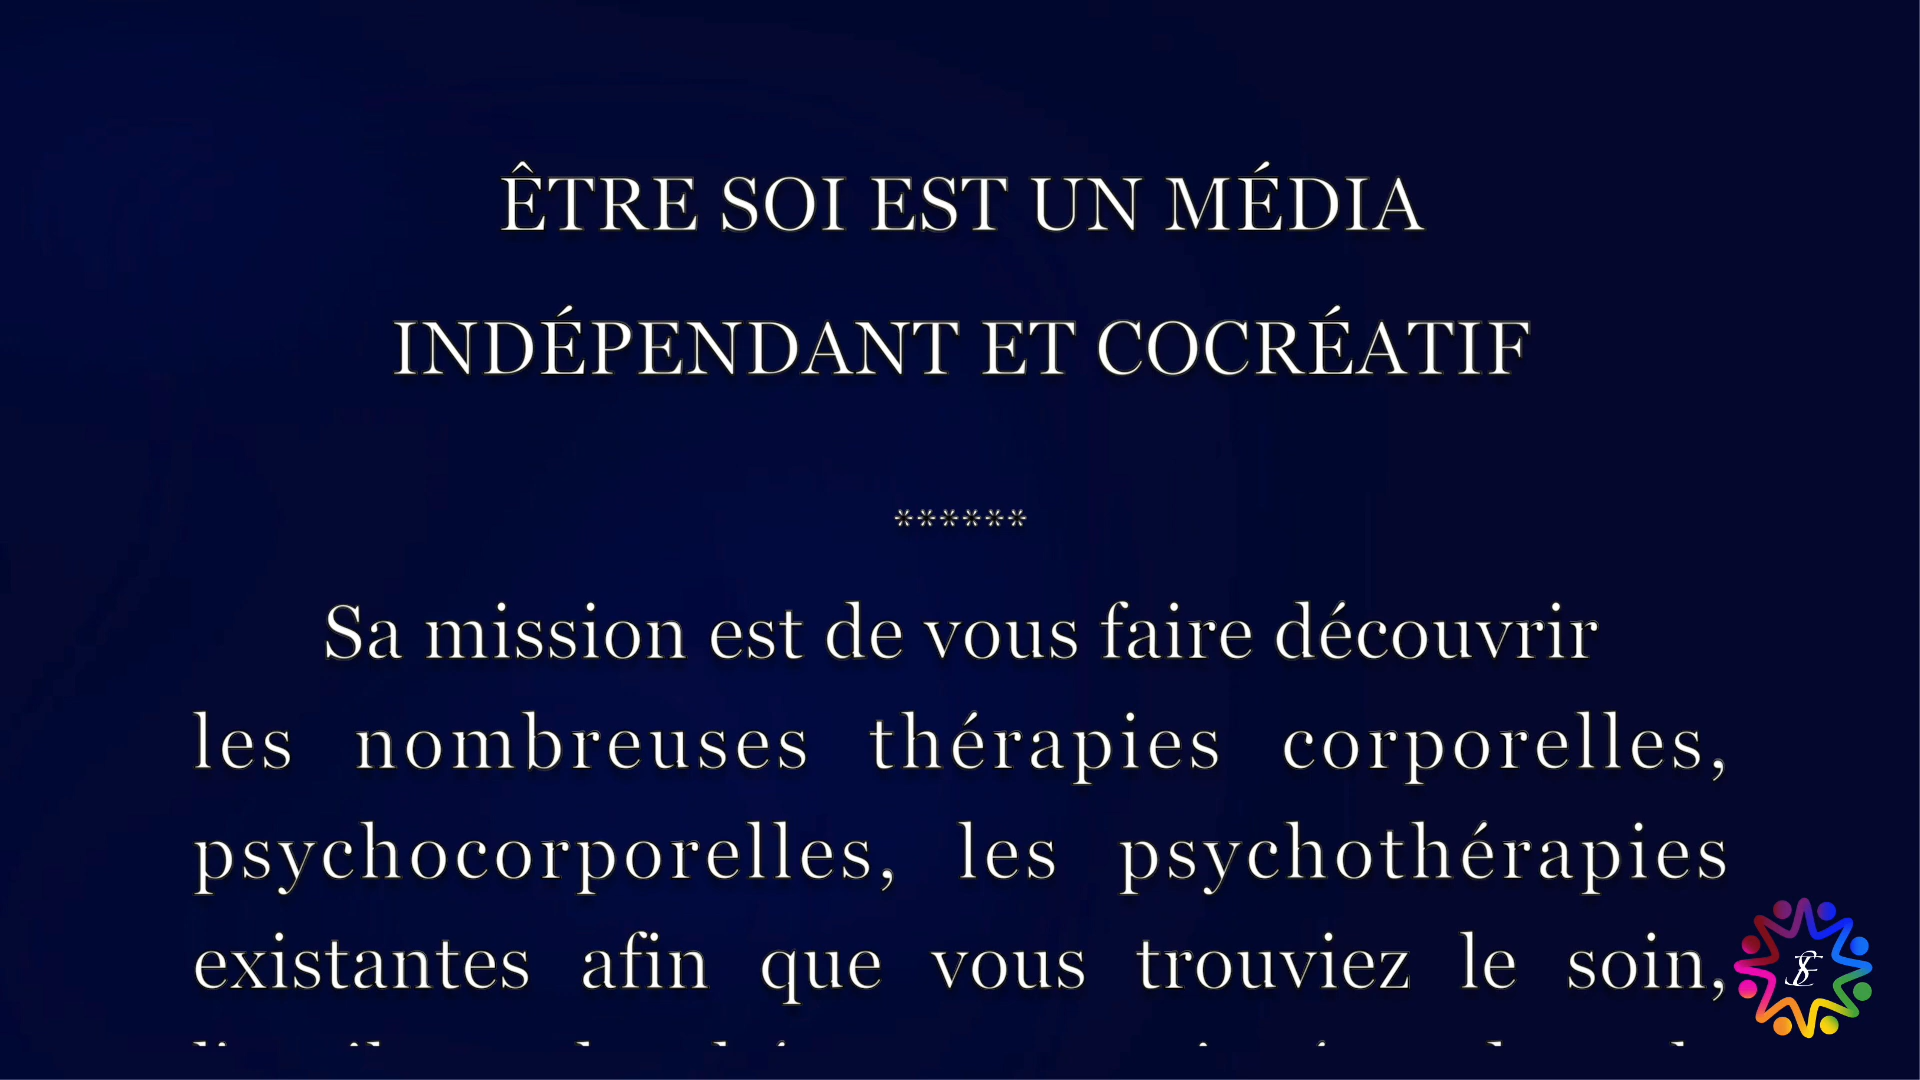 ÊTRE SOI EST UN MÉDIA
INDÉPENDANT ET COCRÉATIF
******
Sa mission est de vous faire découvrir
les nombreuses thérapies corporelles,
psychocorporelles, les psychothérapies
existantes afin que vous trouviez le soin,